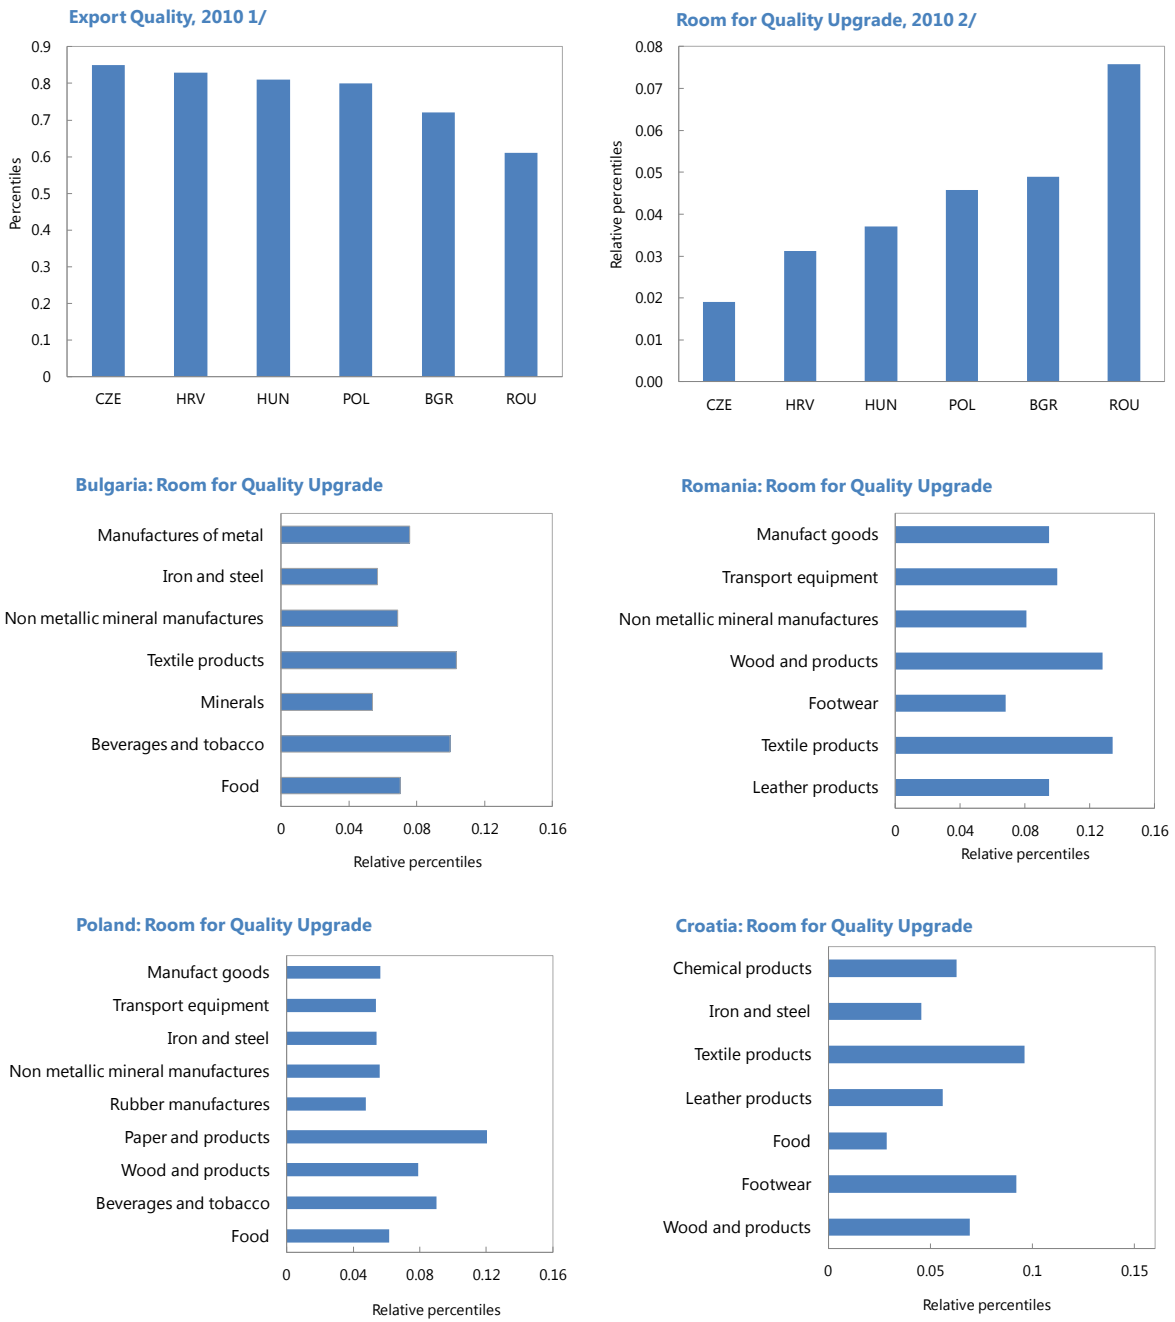 Export Quality, 2010 1/
0.9
0.8
0.7
0.6
0.5
0.4
0.3
0.2
0.1
0
Percentiles
CZE HRV HUN POL BGR ROU
Room for Quality Upgrade, 2010 2/
0.08
0.07
0.06
0.05
0.04
0.03
0.02
0.01
0.00
Relative percentiles
CZE HRV HUN POL BGR ROU
Bulgaria: Room for Quality Upgrade
Manufactures of metal
Iron and steel
Non metallic mineral manufactures
Textile products
Minerals
Beverages and tobacco
Food
0 0.04 0.08 0.12 0.16
Relative percentiles
Romania: Room for Quality Upgrade
Manufact goods
Transport equipment
Non metallic mineral manufactures
Wood and products
Footwear
Textile products
Leather products
0 0.04 0.08 0.12 0.16
Relative percentiles
Poland: Room for Quality Upgrade
Manufact goods
Transport equipment
Iron and steel
Non metallic mineral manufactures
Rubber manufactures
Paper and products
Wood and products
Beverages and tobacco
Food
0 0.04 0.08 0.12 0.16
Relative percentiles
Croatia: Room for Quality Upgrade
Chemical products
Iron and steel
Textile products
Leather products
Food
Footwear
Wood and products
0 0.05 0.1 0.15
Relative percentiles